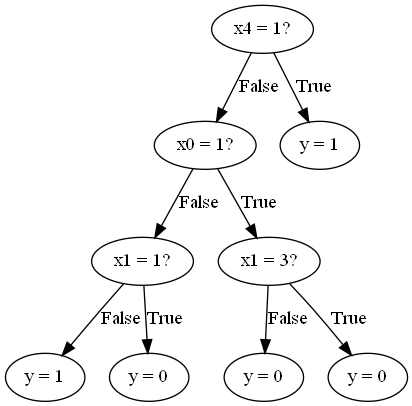 x4 = 1?
False
True
x0 = 1?
y = 1
False
True
x1 = 1?
x1 = 3?
False
True
False
True
y = 1
y = 0
y = 0
y = 0